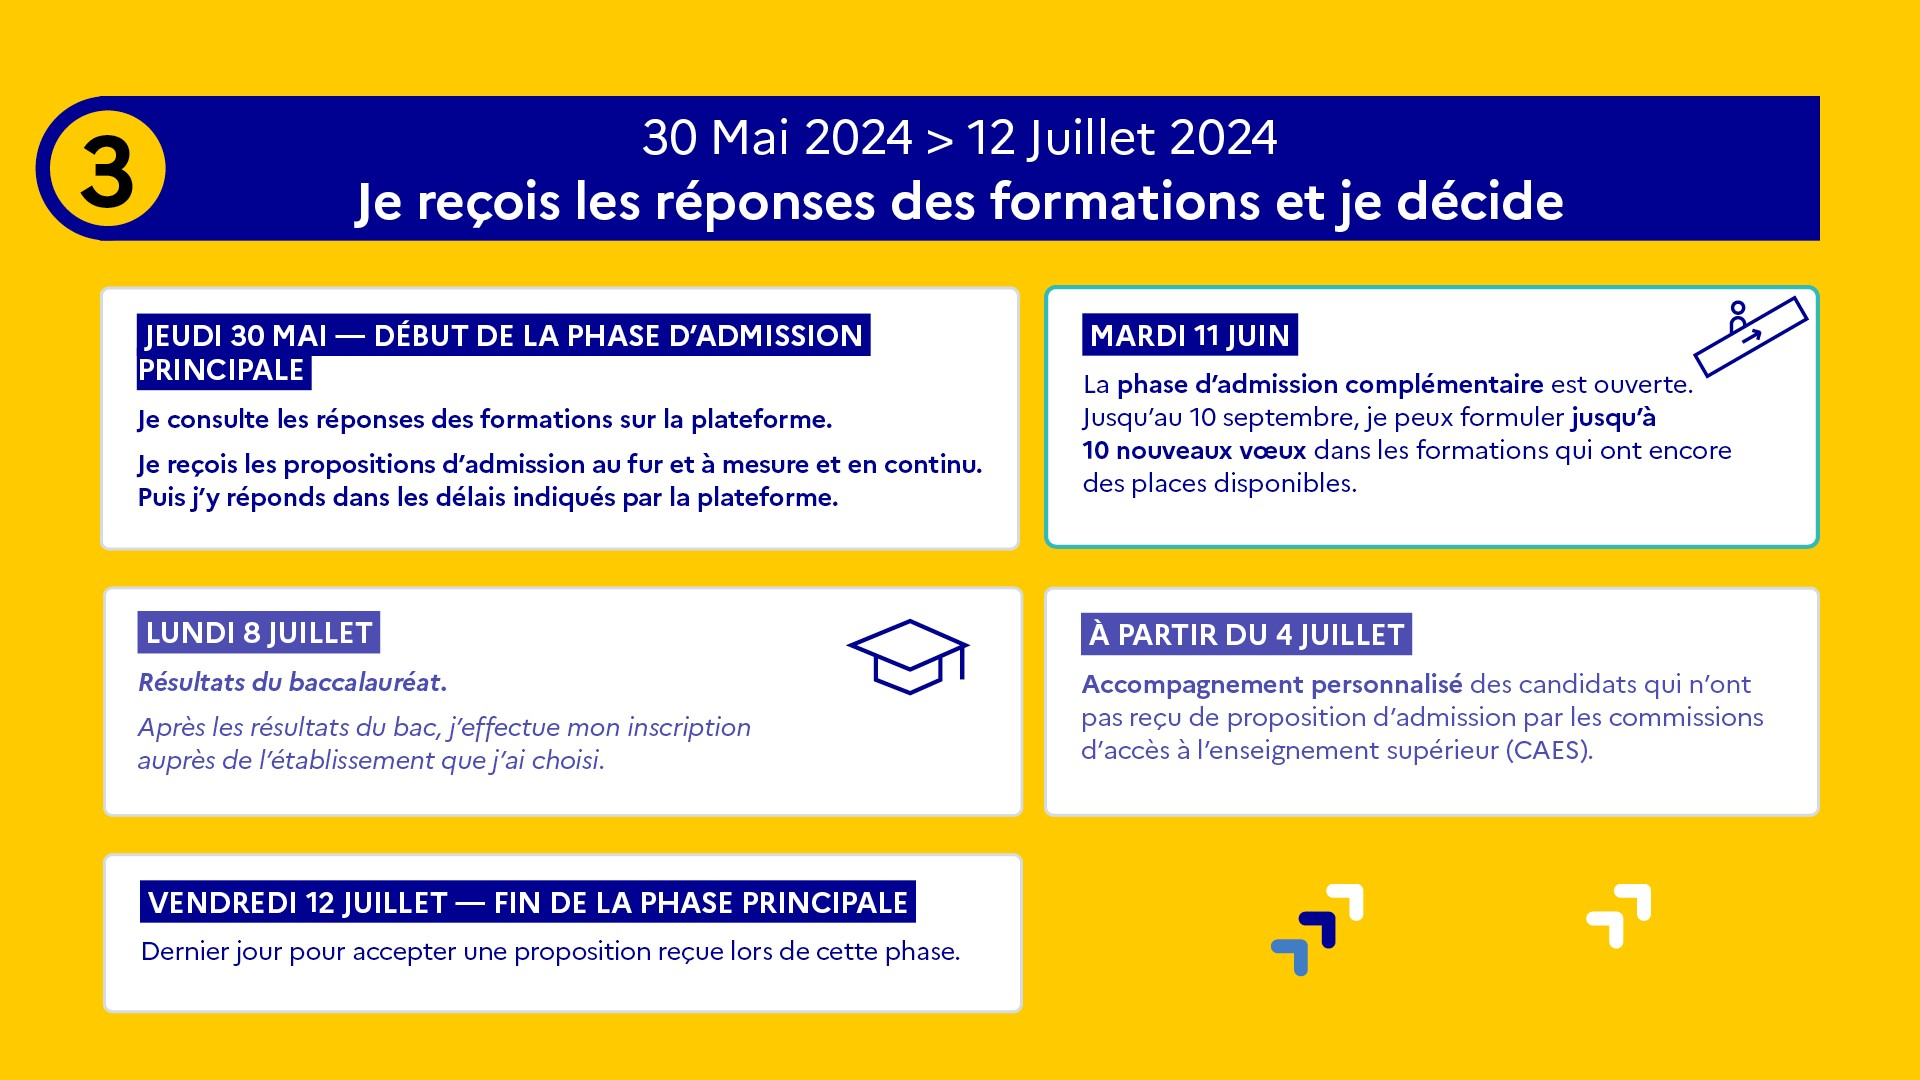 3
30 Mai 2024 > 12 Juillet 2024
Je reçois les réponses des formations et je décide
JEUDI 30 MAI — DÉBUT DE LA PHASE D’ADMISSION
PRINCIPALE
Je consulte les réponses des formations sur la plateforme.
Je reçois les propositions d’admission au fur et à mesure et en continu.
Puis j’y réponds dans les délais indiqués par la plateforme.
MARDI 11 JUIN
La phase d’admission complémentaire est ouverte.
Jusqu’au 10 septembre, je peux formuler jusqu’à
10 nouveaux vœux dans les formations qui ont encore
des places disponibles.
LUNDI 8 JUILLET
Résultats du baccalauréat.
Après les résultats du bac, j’effectue mon inscription
auprès de l’établissement que j’ai choisi.
À PARTIR DU 4 JUILLET
Accompagnement personnalisé des candidats qui n’ont
pas reçu de proposition d’admission par les commissions
d’accès à l’enseignement supérieur (CAES).
VENDREDI 12 JUILLET — FIN DE LA PHASE PRINCIPALE
Dernier jour pour accepter une proposition reçue lors de cette phase.